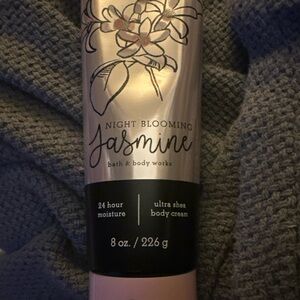 NIGHT BLOOMING
Jasmine
bath & body works
24 hour moisture
ultra shea body cream
8 oz. / 226 g